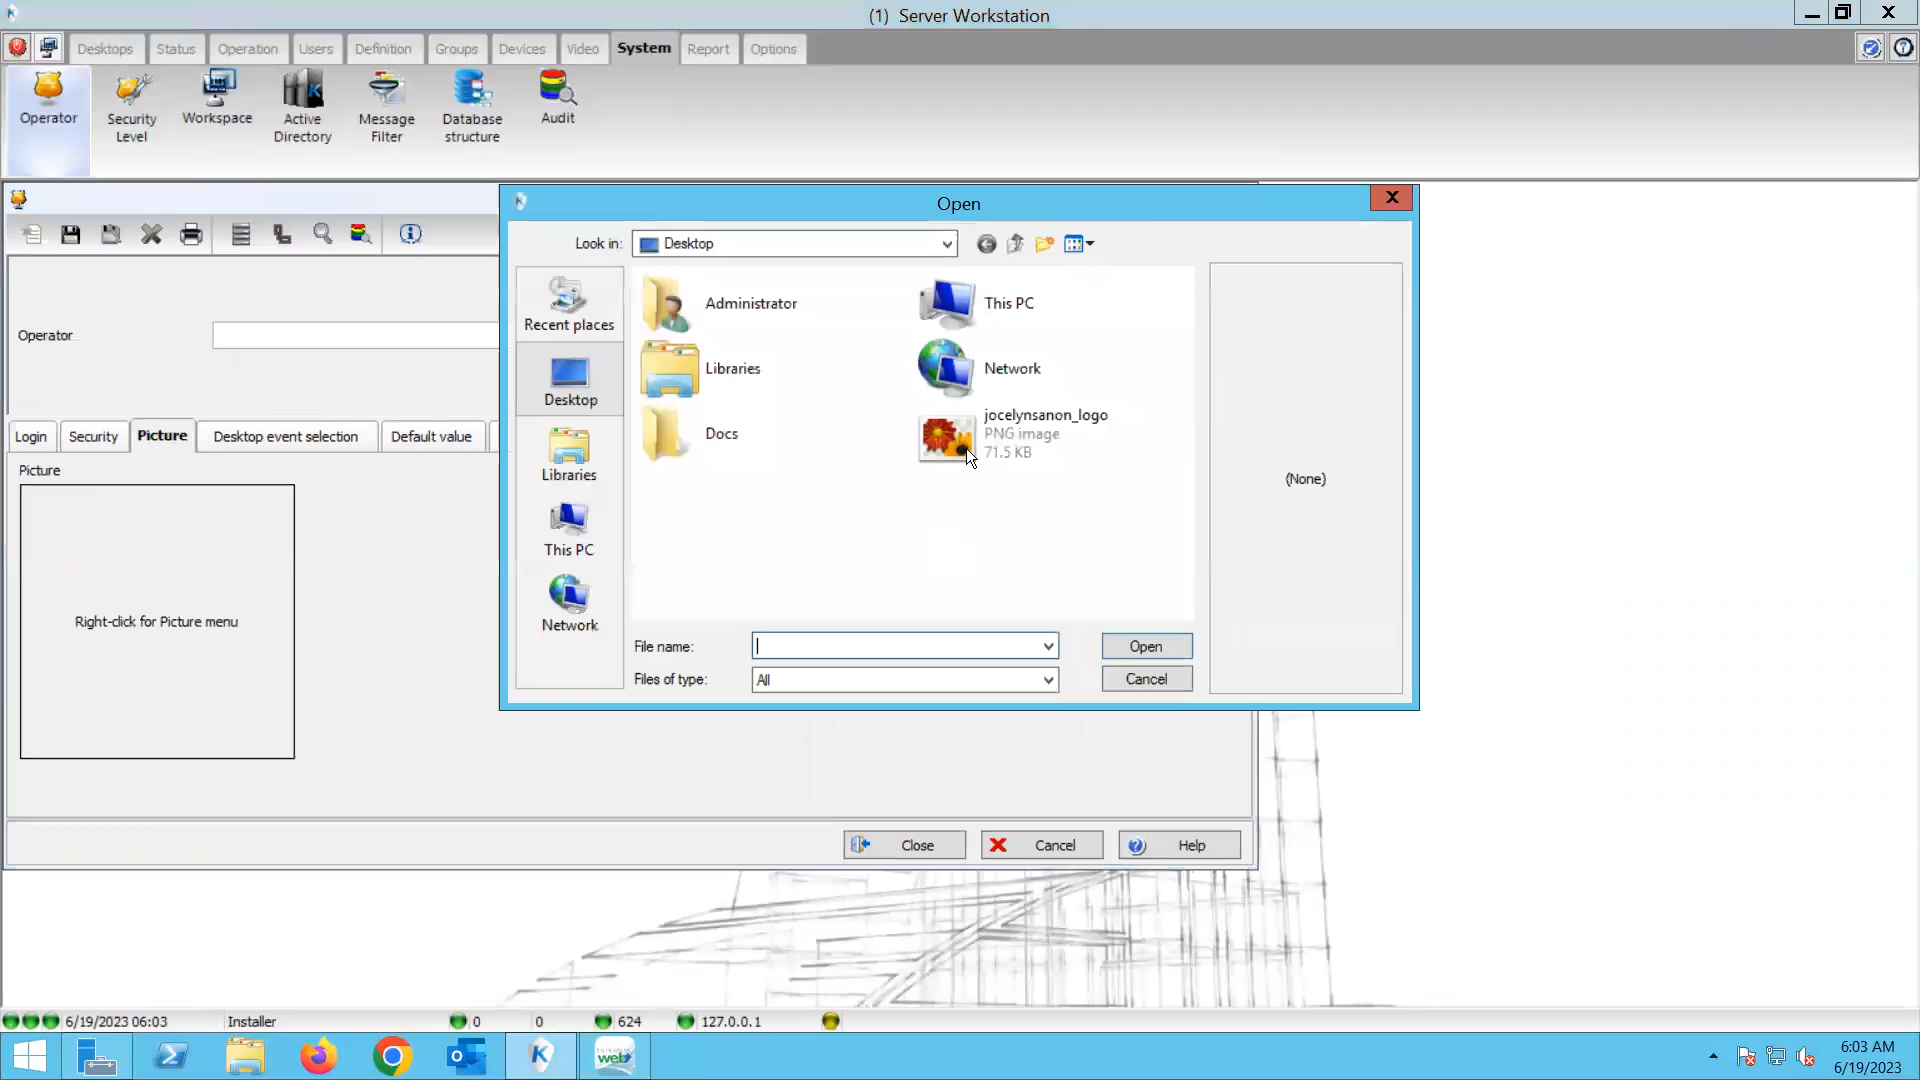 (1) Server Workstation
Desktops Status Operation Users Definition Groups Devices Video System Report Options
Operator
Security
Level
Workspace
Active
Directory
Message
Filter
Database
structure
Audit
Open
Look in: Desktop
Recent places
Desktop
Libraries
This PC
Network
Administrator
This PC
Libraries
Network
Docs
jocelynsanon_logo
PNG image
71.5 KB
(None)
File name:
Open
Files of type: All
Cancel
Operator
Login Security Picture Desktop event selection Default value
Picture
Right-click for Picture menu
Close Cancel Help
6/19/2023 06:03 Installer 0 0 624 127.0.0.1
web
6:03 AM
6/19/2023